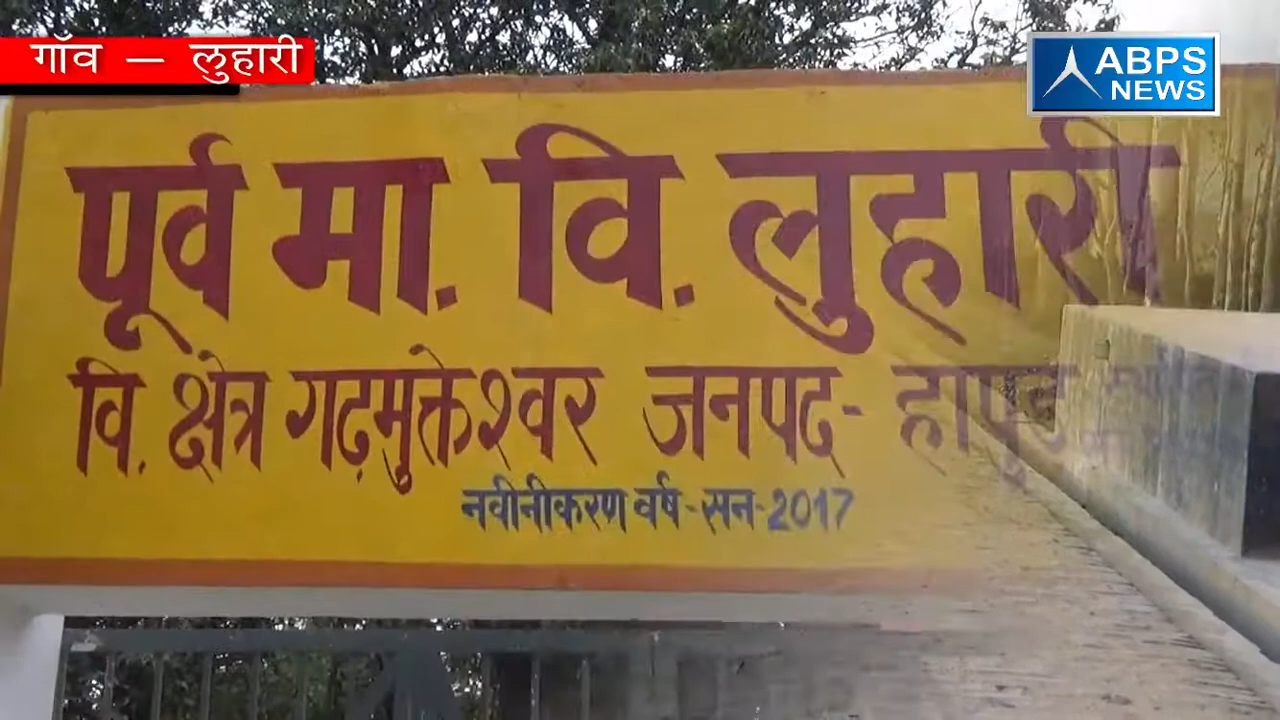 गाॅव — लुहारी
ABPS
NEWS
पूर्व मा. वि. लुहारी
वि. क्षेत्र गढ़मुक्तेश्वर जनपद- हापुड़
नवीनीकरण वर्ष-सन-2017